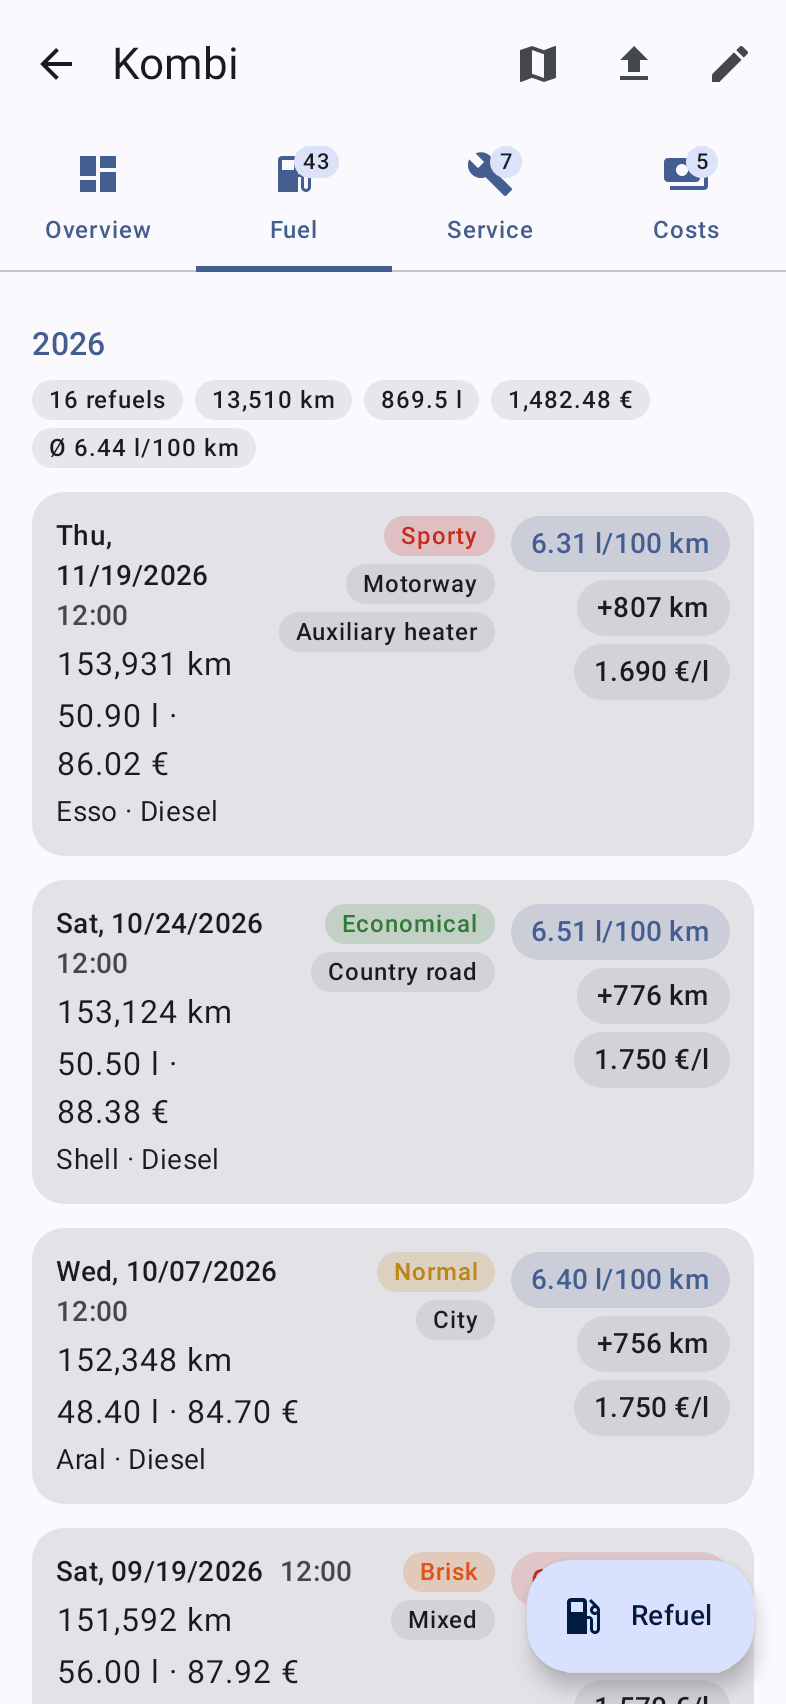 Kombi
43
7
5
Overview
Fuel
Service
Costs
2026
16 refuels
13,510 km
869.5 l
1,482.48 €
Ø 6.44 l/100 km
Thu,
11/19/2026
12:00
153,931 km
50.90 l ·
86.02 €
Esso · Diesel
Sporty
Motorway
Auxiliary heater
6.31 l/100 km
+807 km
1.690 €/l
Sat, 10/24/2026
12:00
153,124 km
50.50 l ·
88.38 €
Shell · Diesel
Economical
Country road
6.51 l/100 km
+776 km
1.750 €/l
Wed, 10/07/2026
12:00
152,348 km
48.40 l · 84.70 €
Aral · Diesel
Normal
City
6.40 l/100 km
+756 km
1.750 €/l
Sat, 09/19/2026 12:00
151,592 km
56.00 l · 87.92 €
Brisk
Mixed
Refuel